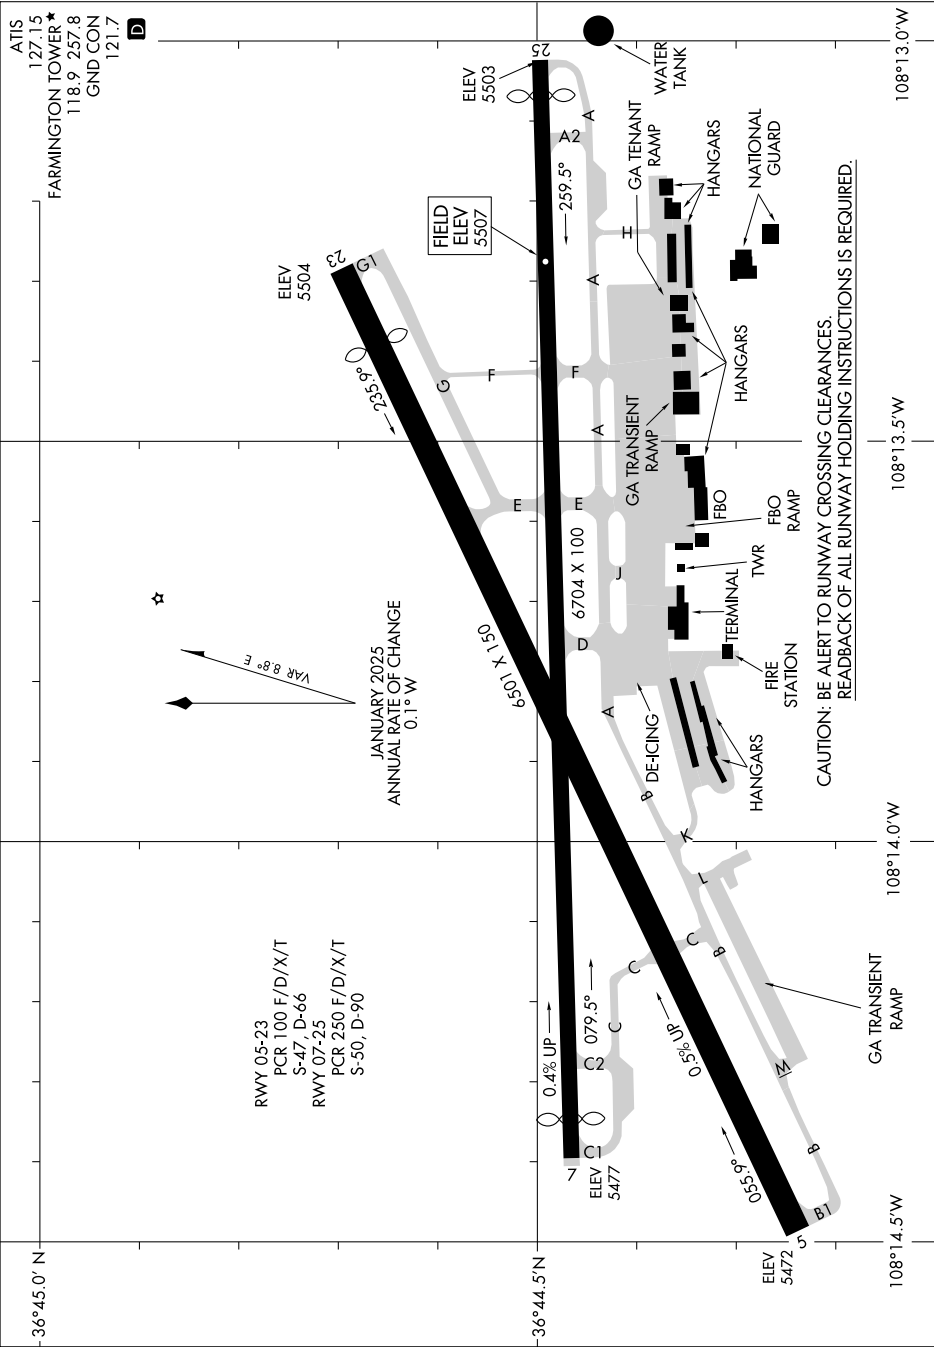 ATIS
127.15
FARMINGTON TOWER★
118.9 257.8
GND CON
121.7
D
36°45.0' N
36°44.5'N
108°14.5'W
108°14.0'W
108°13.5'W
108°13.0'W
RWY 05-23
PCR 100 F/D/X/T
S-47, D-66
RWY 07-25
PCR 250 F/D/X/T
S-50, D-90
VAR 8.8° E
JANUARY 2025
ANNUAL RATE OF CHANGE
0.1° W
ELEV
5504
23
G1
235.9°
G
F
E
6501 X 150
FIELD
ELEV
5507
ELEV
5503
25
A2
A
259.5°
A
H
F
A
E
6704 X 100
J
D
A
B
K
L
7
ELEV
5477
C1
C2
0.4% UP
079.5°
C
C
C
B
0.5% UP
055.9°
5
ELEV
5472
B1
B
W
WATER
TANK
GA TENANT
RAMP
HANGARS
NATIONAL
GUARD
HANGARS
GA TRANSIENT
RAMP
FBO
FBO
RAMP
TWR
TERMINAL
FIRE
STATION
DE-ICING
HANGARS
GA TRANSIENT
RAMP
CAUTION: BE ALERT TO RUNWAY CROSSING CLEARANCES.
READBACK OF ALL RUNWAY HOLDING INSTRUCTIONS IS REQUIRED.